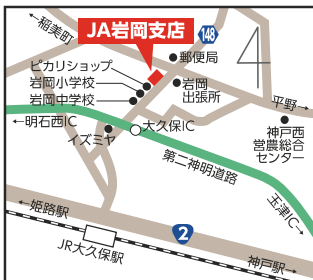 ←稲美町
JA岩岡支店
148
郵便局
ピカリショップ
岩岡小学校
岩岡中学校
岩岡
出張所
平野→
←明石西IC
大久保IC
神戸西
営農総合
センター
イズミヤ
第二神明道路
玉津IC→
←姫路駅
2
JR大久保駅
神戸駅→